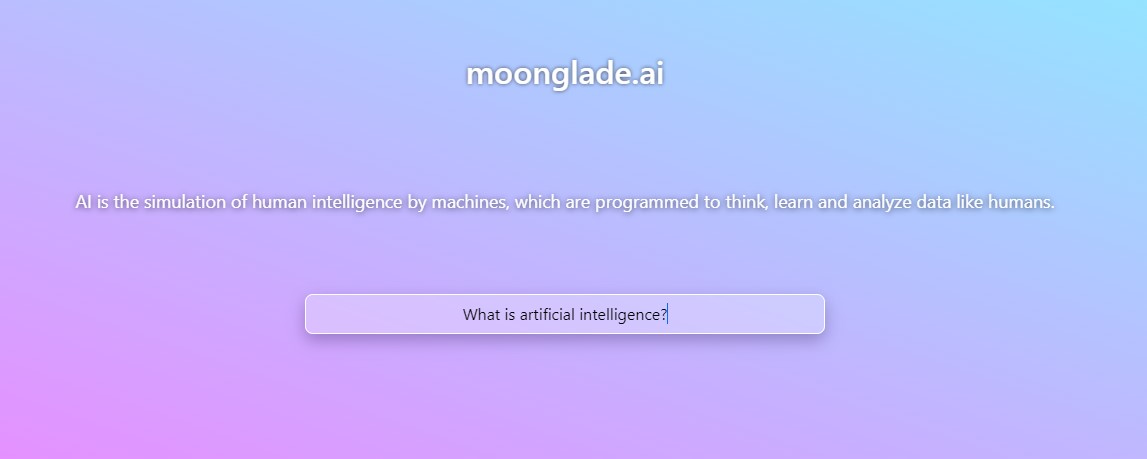 moonglade.ai
AI is the simulation of human intelligence by machines, which are programmed to think, learn and analyze data like humans.
What is artificial intelligence?